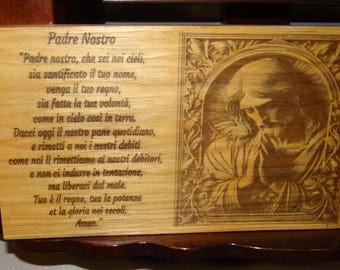 Padre Nostro
"Padre nostro, che sei nei cieli,
sia santificato il tuo nome,
venga il tuo regno,
sia fatta la tua volontà,
come in cielo così in terra.
Dacci oggi il nostro pane quotidiano,
e rimetti a noi i nostri debiti
come noi li rimettiamo ai nostri debitori,
e non ci indurre in tentazione,
ma liberaci dal male.
Tuo è il regno, tua la potenza
et la gloria nei secoli.
Amen."